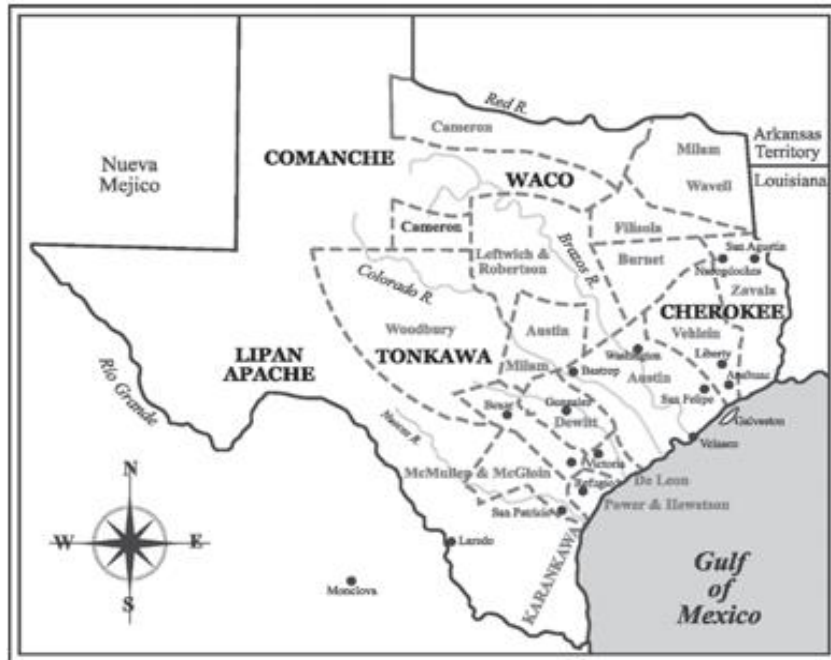 Red R.
Arkansas
Territory
Cameron
Milam
Nueva
Mejico
COMANCHE
WACO
Louisiana
Wavell
Cameron
Filisola
San Agustin
Leftwich &
Robertson
Brazos R.
Burnet
Nacogdoches
Colorado R.
Zavala
CHEROKEE
Woodbury
Austin
Vehlein
LIPAN
APACHE
TONKAWA
Washington
Liberty
Milam
Bastrop
Austin
Anahuac
Rio Grande
Bexar
Gonzales
San Felipe
Dewitt
Galveston
Nueces R.
Velasco
McMullen & McGloin
Victoria
Refugio
De Leon
Power & Hewetson
San Patricio
N
W
E
S
Laredo
KARANKAWA
Monclova
Gulf
of
Mexico